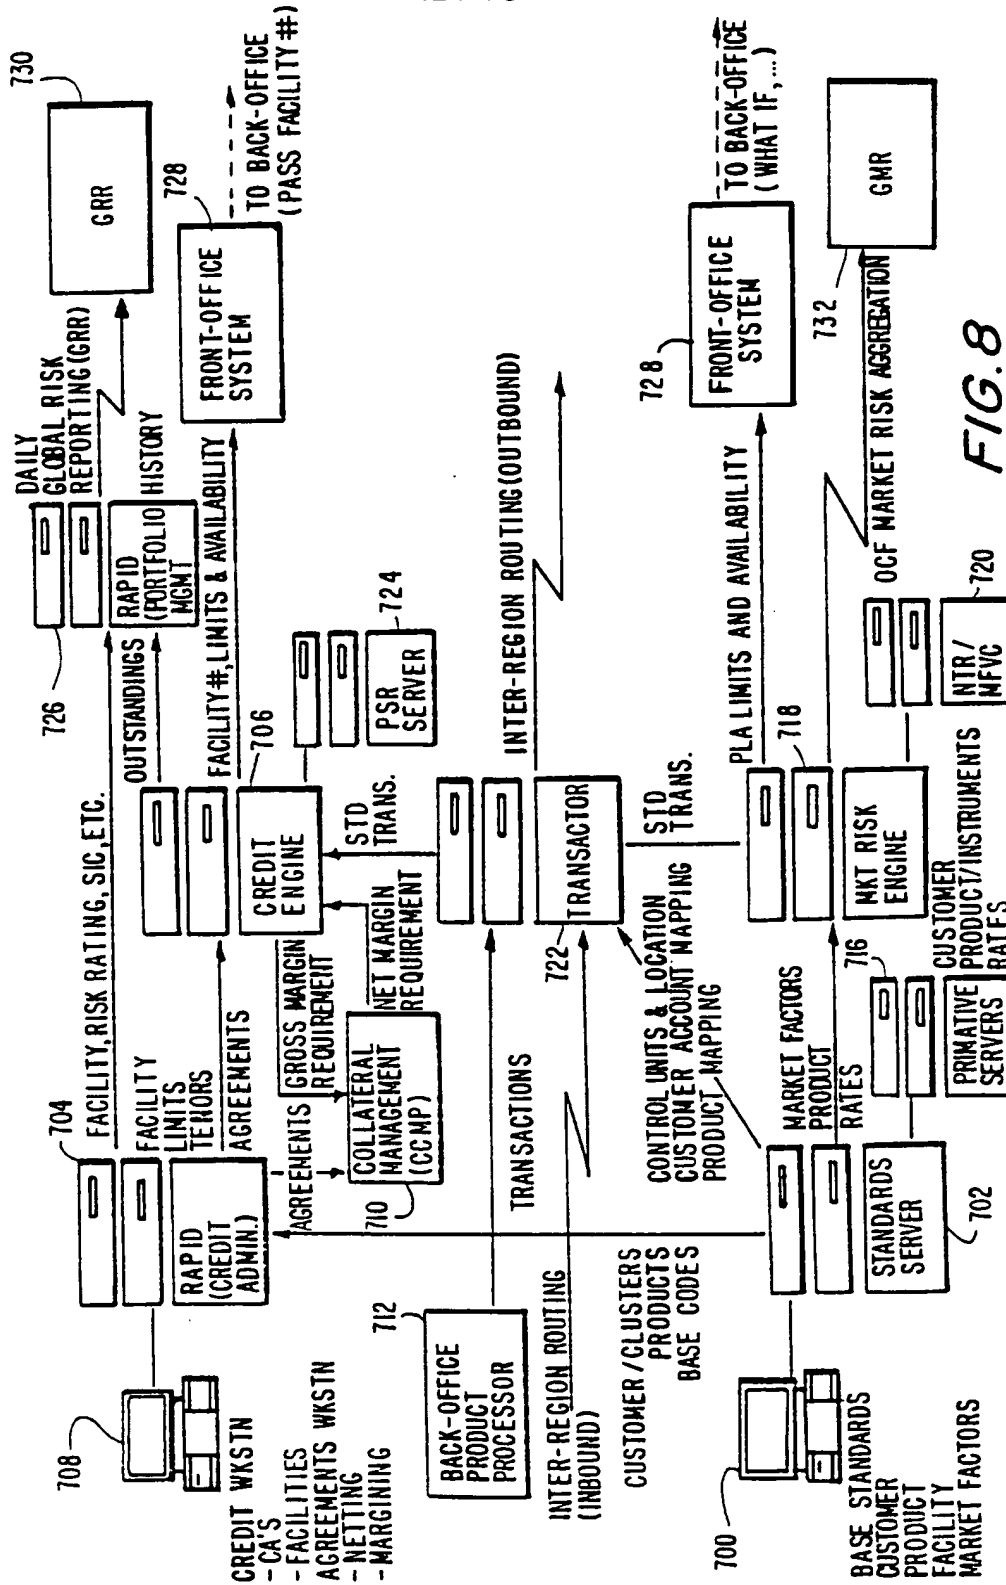 730
GRR
TO BACK-OFFICE
(PASS FACILITY#)
728
FRONT-OFFICE
SYSTEM
DAILY
GLOBAL RISK
REPORTING(GRR)
HISTORY
RAPID
(PORTFOLIO
MGMT
726
OUTSTANDINGS
FACILITY#,LIMITS & AVAILABILITY
706
724
PSR
SERVER
CREDIT
ENGINE
STD
TRANS.
FACILITY,RISK RATING, SIC,ETC.
704
FACILITY
LIMITS
TENORS
AGREEMENTS
RAPID
(CREDIT
ADMIN.)
GROSS MARGIN
REQUIREMENT
NET MARGIN
REQUIREMENT
AGREEMENTS
COLLATERAL
MANAGEMENT
(CCMP)
710
708
CREDIT WKSTN
- CA'S
- FACILITIES
AGREEMENTS WKSTN
- NETTING
- MARGINING
712
BACK-OFFICE
PRODUCT
PROCESSOR
TRANSACTIONS
INTER-REGION ROUTING
(INBOUND)
INTER-REGION ROUTING(OUTBOUND)
TRANSACTOR
722
STD
TRANS.
CONTROL UNITS & LOCATION
CUSTOMER ACCOUNT MAPPING
PRODUCT MAPPING
CUSTOMER/CLUSTERS
PRODUCTS
BASE CODES
700
BASE STANDARDS
CUSTOMER
PRODUCT
FACILITY
MARKET FACTORS
STANDARDS
SERVER
702
MARKET FACTORS
PRODUCT
RATES
716
PRIMATIVE
SERVERS
CUSTOMER
PRODUCT/INSTRUMENTS
RATES
718
MKT RISK
ENGINE
720
NTR/
MFVC
PLA LIMITS AND AVAILABILITY
OCF MARKET RISK AGGREGATION
728
FRONT-OFFICE
SYSTEM
TO BACK-OFFICE
(WHAT IF,...)
732
GMR
FIG.8